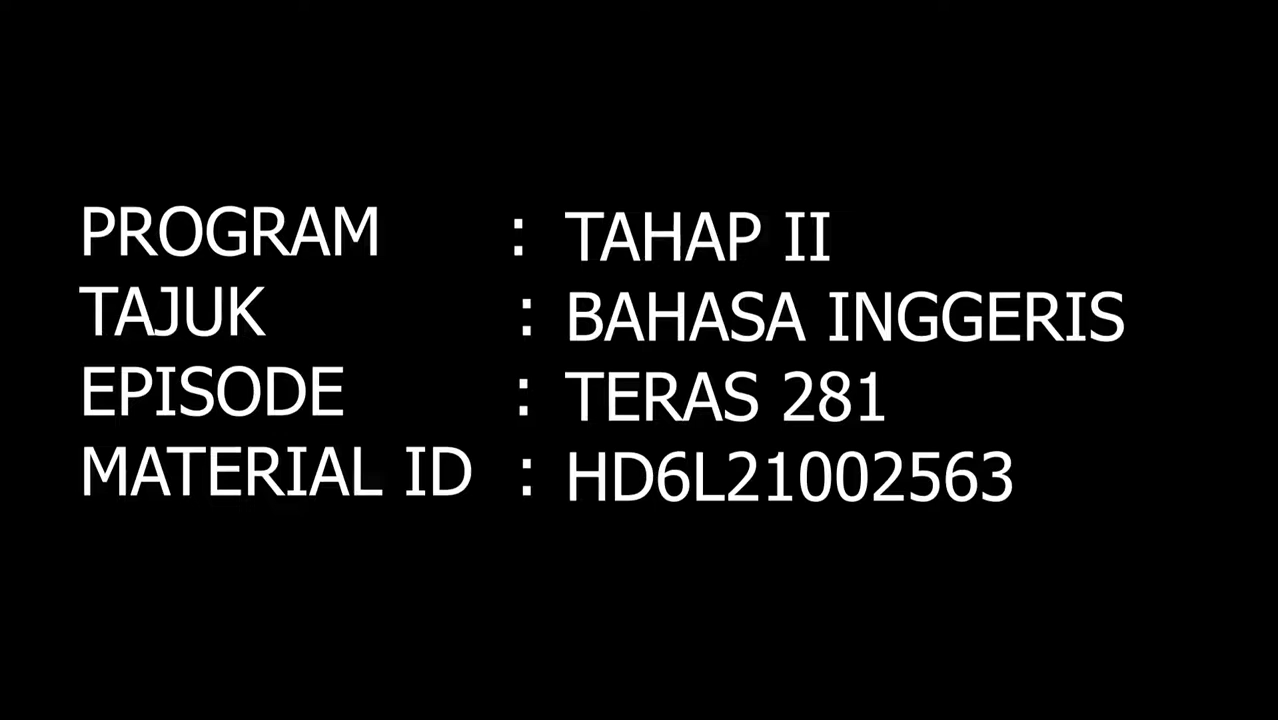 PROGRAM : TAHAP II
TAJUK : BAHASA INGGERIS
EPISODE : TERAS 281
MATERIAL ID : HD6L21002563